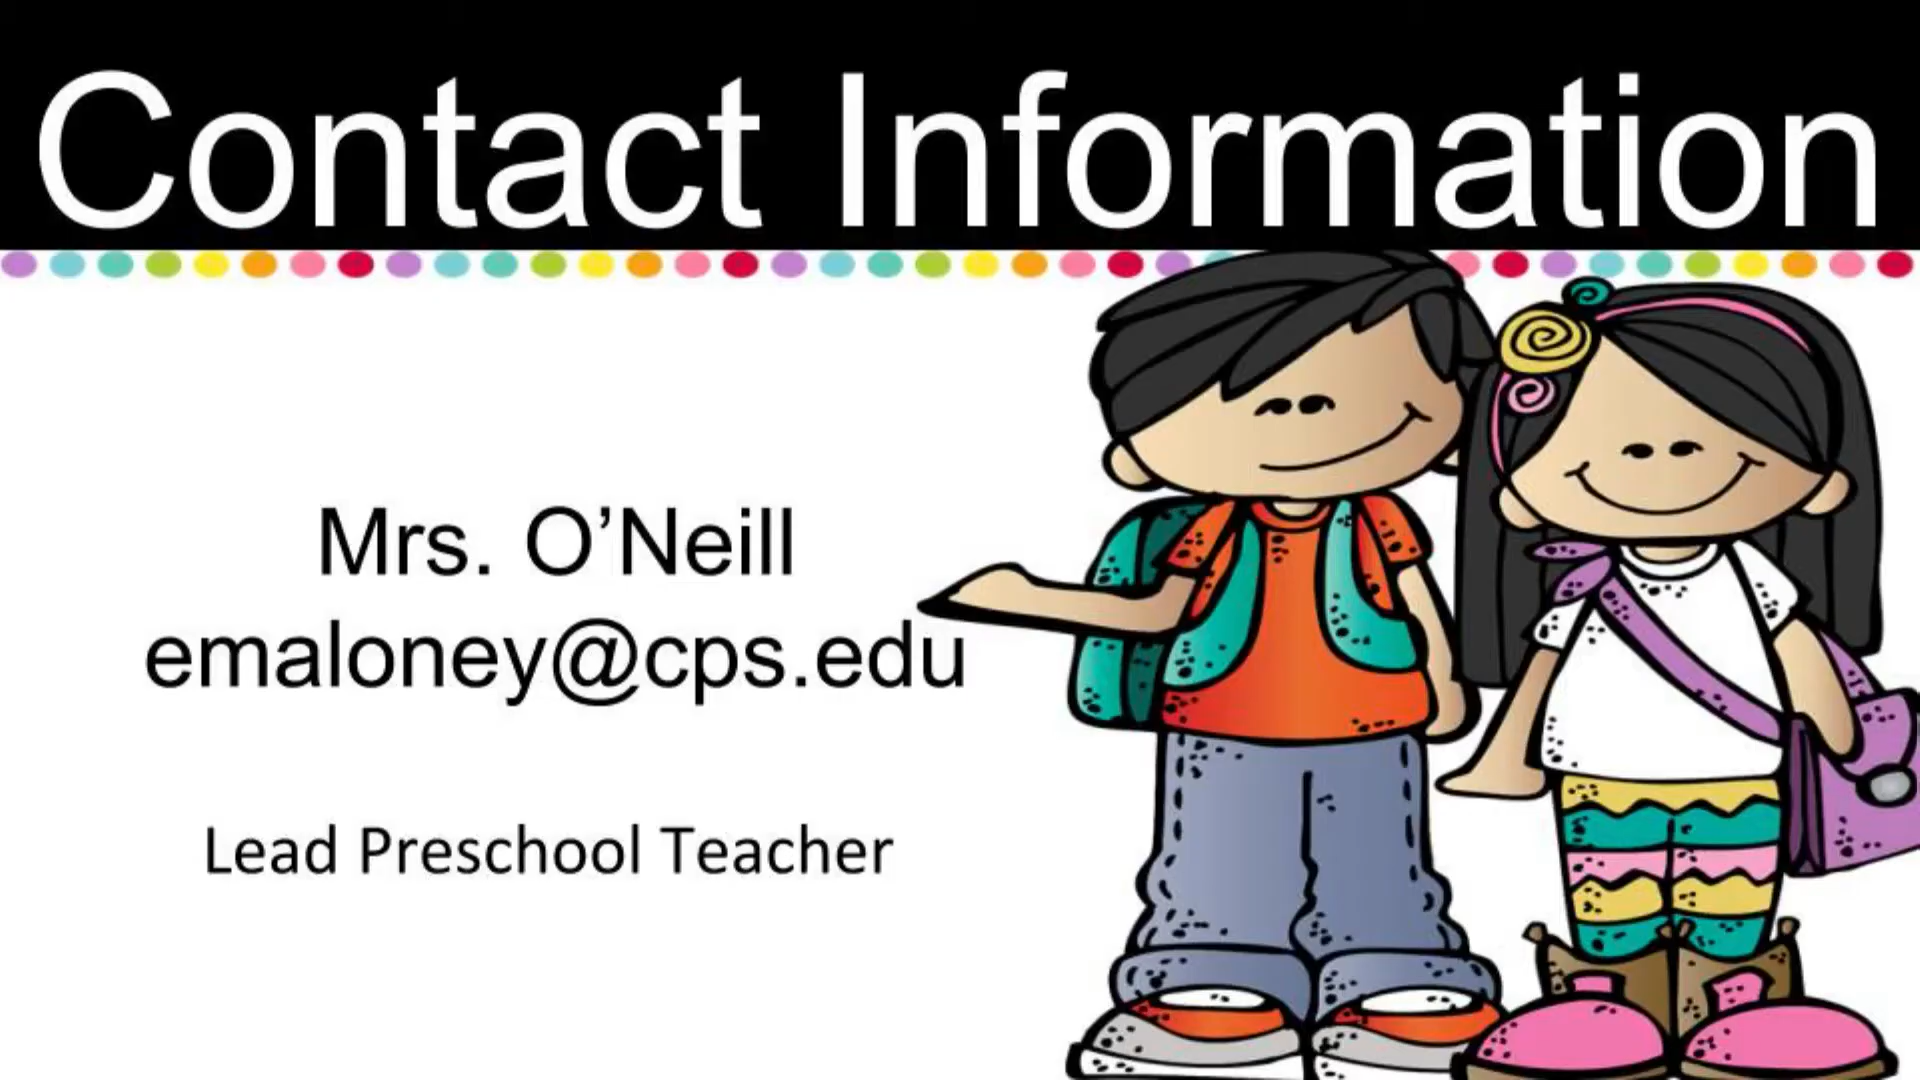 Contact Information
Mrs. O’Neill
emaloney@cps.edu
Lead Preschool Teacher